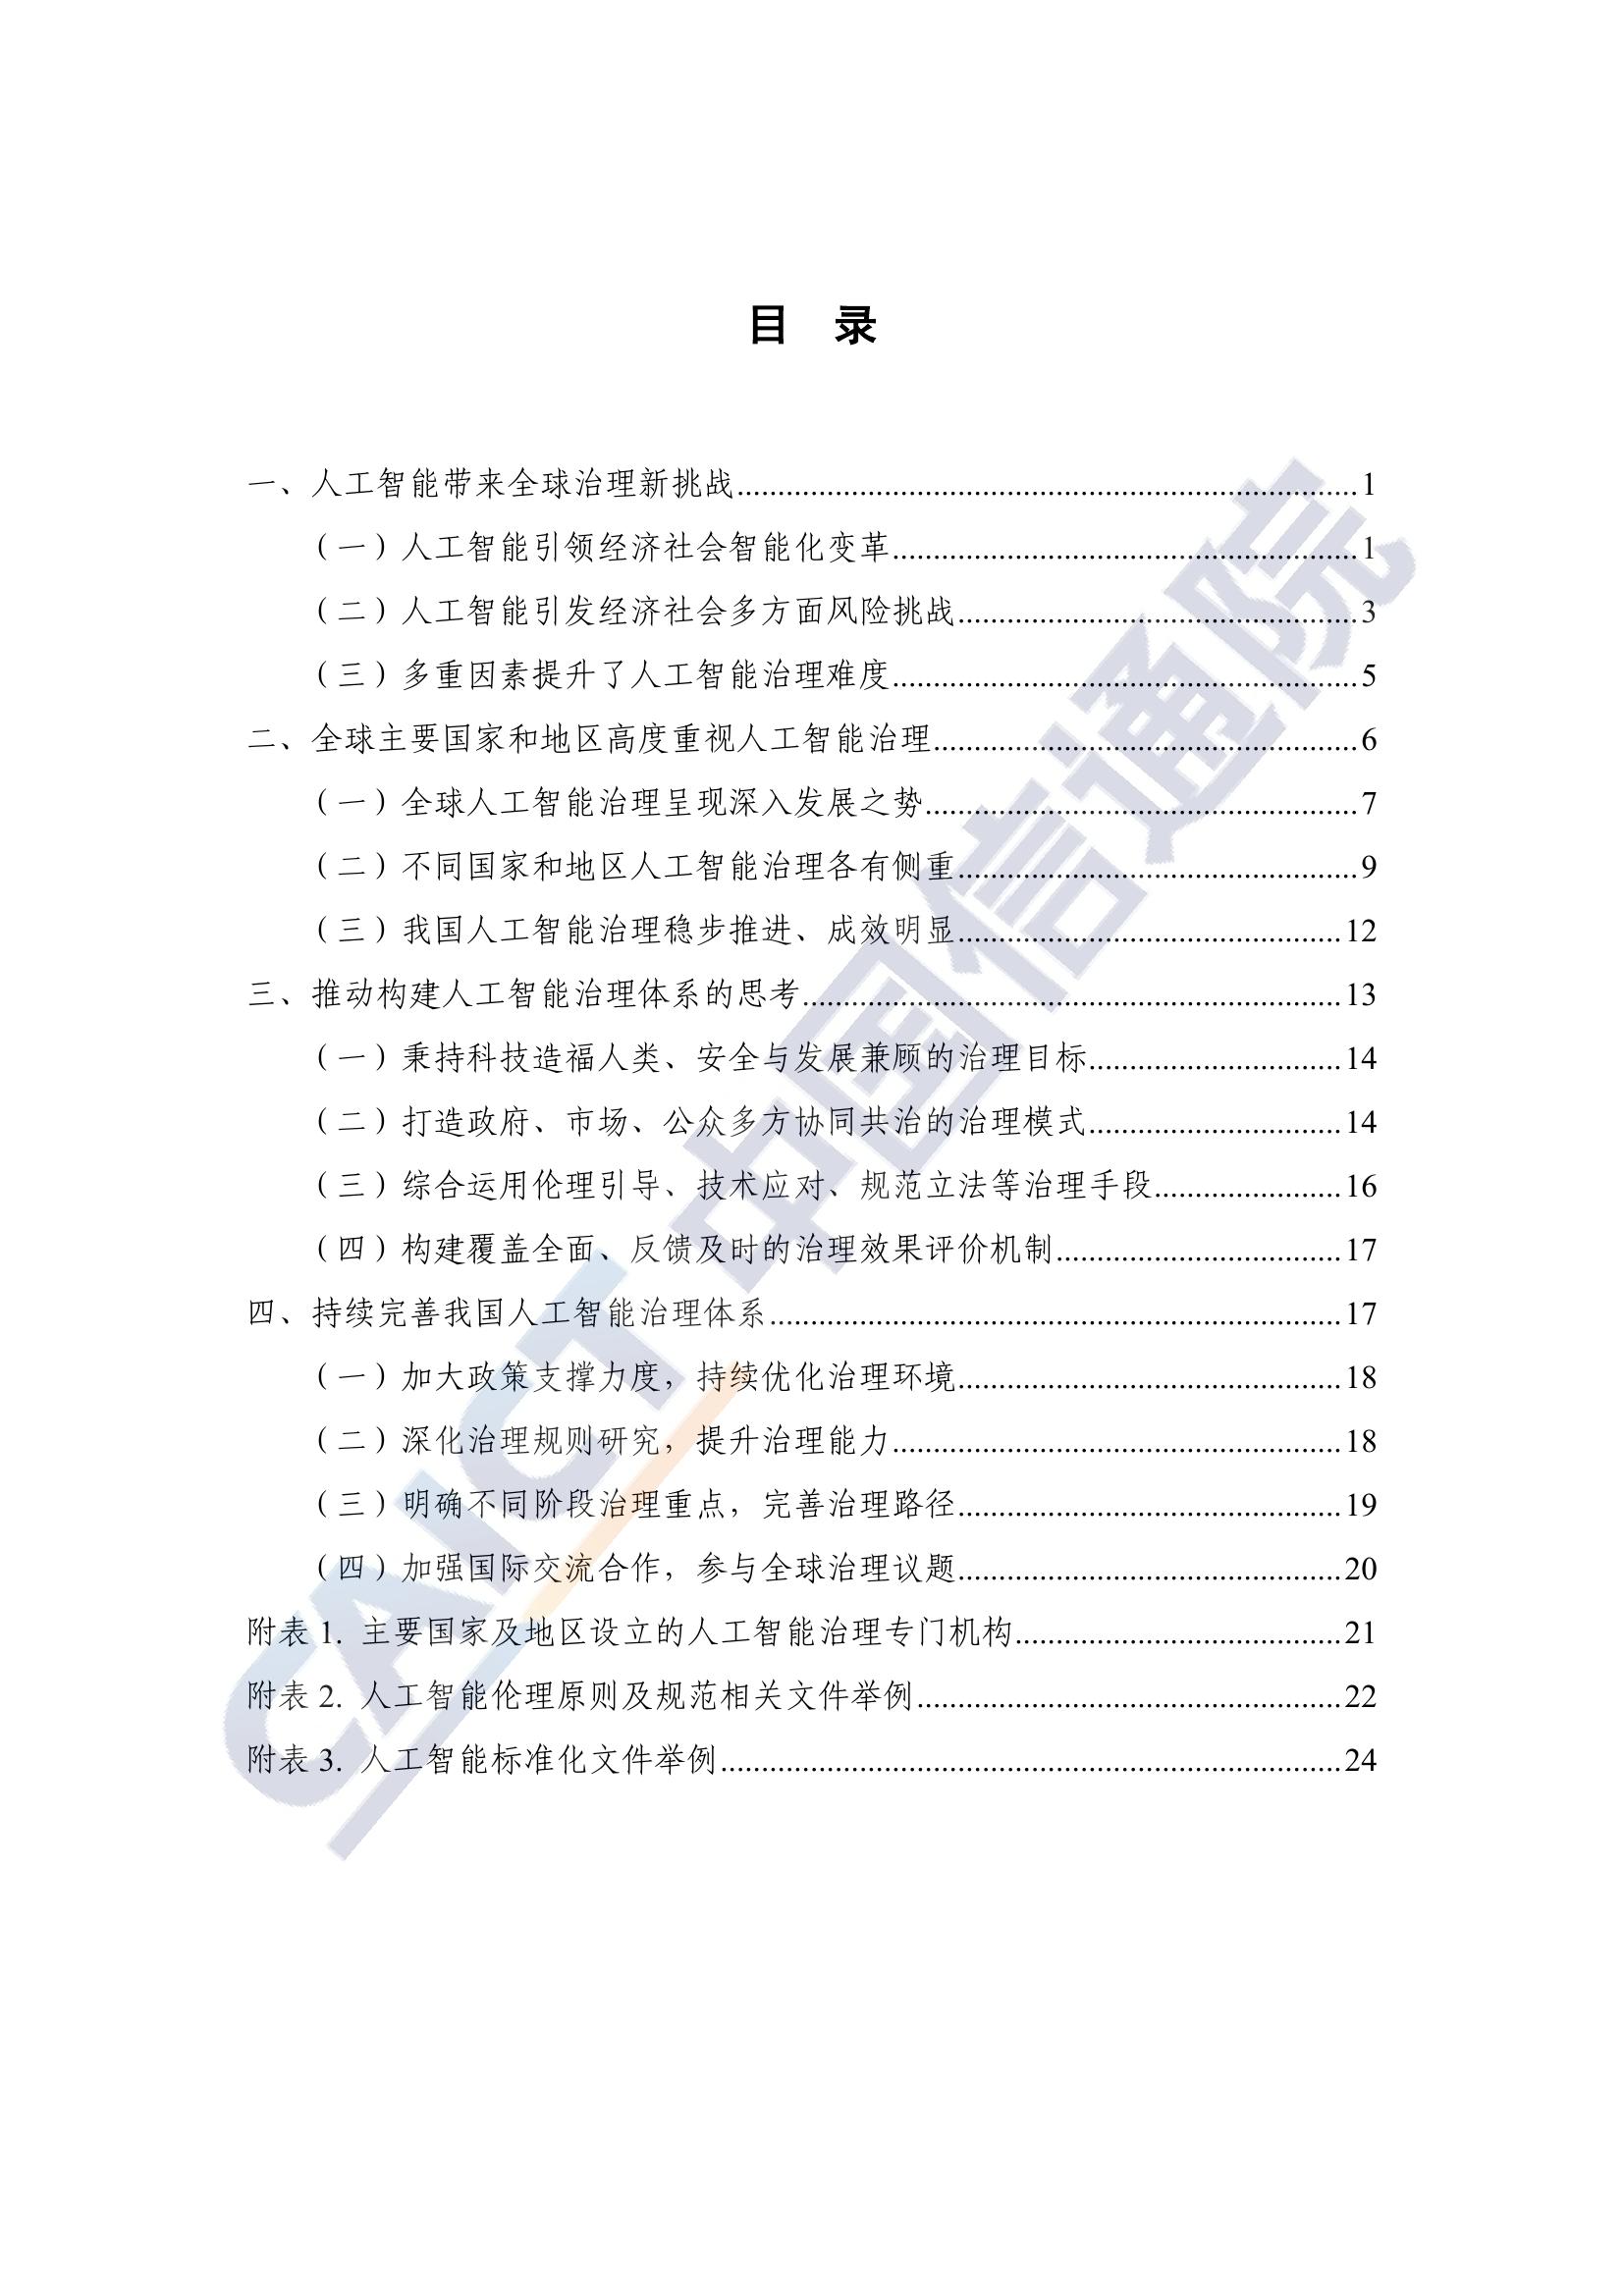 目 录
一、人工智能带来全球治理新挑战............................................................................1
（一）人工智能引领经济社会智能化变革.........................................................1
（二）人工智能引发经济社会多方面风险挑战.................................................3
（三）多重因素提升了人工智能治理难度.........................................................5
二、全球主要国家和地区高度重视人工智能治理....................................................6
（一）全球人工智能治理呈现深入发展之势.....................................................7
（二）不同国家和地区人工智能治理各有侧重.................................................9
（三）我国人工智能治理稳步推进、成效明显...............................................12
三、推动构建人工智能治理体系的思考..................................................................13
（一）秉持科技造福人类、安全与发展兼顾的治理目标...............................14
（二）打造政府、市场、公众多方协同共治的治理模式...............................14
（三）综合运用伦理引导、技术应对、规范立法等治理手段.......................16
（四）构建覆盖全面、反馈及时的治理效果评价机制...................................17
四、持续完善我国人工智能治理体系......................................................................17
（一）加大政策支撑力度，持续优化治理环境...............................................18
（二）深化治理规则研究，提升治理能力.......................................................18
（三）明确不同阶段治理重点，完善治理路径...............................................19
（四）加强国际交流合作，参与全球治理议题...............................................20
附表 1. 主要国家及地区设立的人工智能治理专门机构........................................21
附表 2. 人工智能伦理原则及规范相关文件举例....................................................22
附表 3. 人工智能标准化文件举例............................................................................24
CAICT 中国信通院